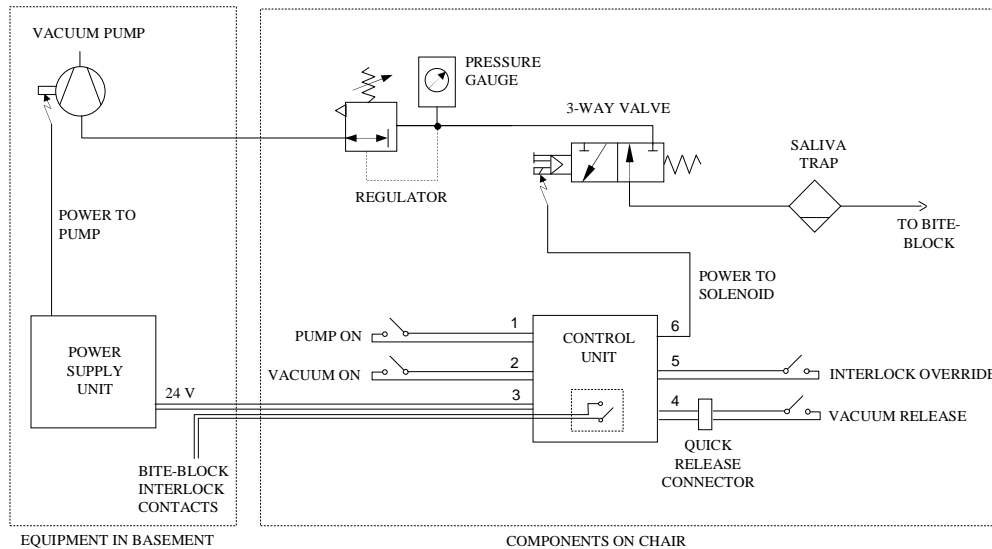 VACUUM PUMP
PRESSURE
GAUGE
3-WAY VALVE
SALIVA
TRAP
REGULATOR
POWER TO
PUMP
TO BITE-
BLOCK
POWER TO
SOLENOID
PUMP ON
1
CONTROL
UNIT
6
POWER
SUPPLY
UNIT
VACUUM ON
2
5
INTERLOCK OVERRIDE
24 V
3
4
VACUUM RELEASE
QUICK
RELEASE
CONNECTOR
BITE-BLOCK
INTERLOCK
CONTACTS
EQUIPMENT IN BASEMENT
COMPONENTS ON CHAIR